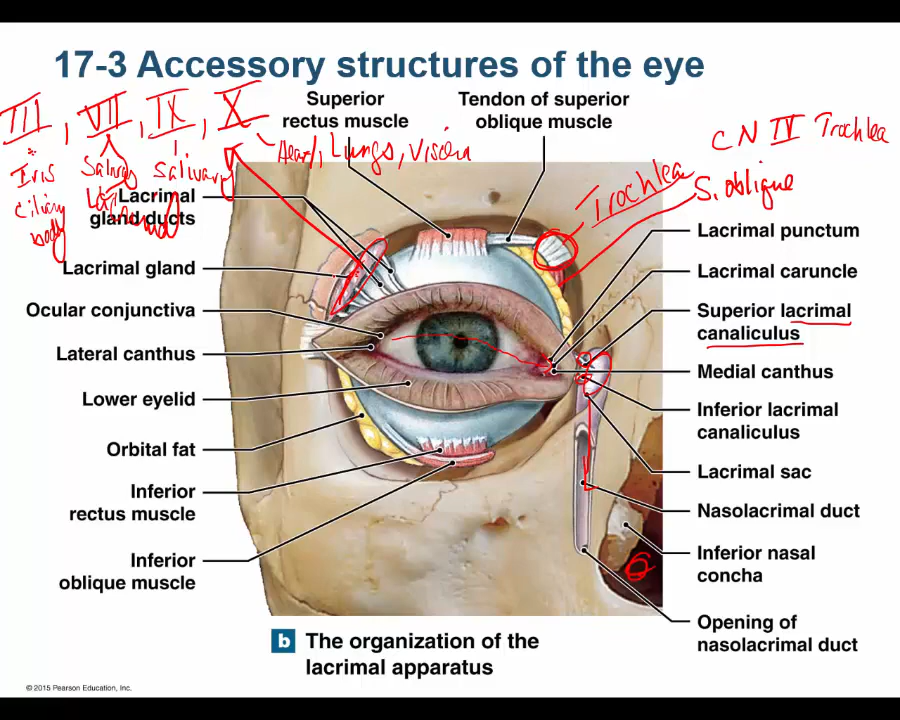 17-3 Accessory structures of the eye
III, VII, IX, X
Iris
ciliary
body
Salivary
Lacrimal
Salivary
Heart, Lungs, Viscera
CN IV Trochlea
Trochlea
S. oblique
Superior
rectus muscle
Tendon of superior
oblique muscle
Lacrimal
gland ducts
Lacrimal gland
Ocular conjunctiva
Lateral canthus
Lower eyelid
Orbital fat
Inferior
rectus muscle
Inferior
oblique muscle
Lacrimal punctum
Lacrimal caruncle
Superior lacrimal
canaliculus
Medial canthus
Inferior lacrimal
canaliculus
Lacrimal sac
Nasolacrimal duct
Inferior nasal
concha
Opening of
nasolacrimal duct
b The organization of the
lacrimal apparatus
© 2015 Pearson Education, Inc.